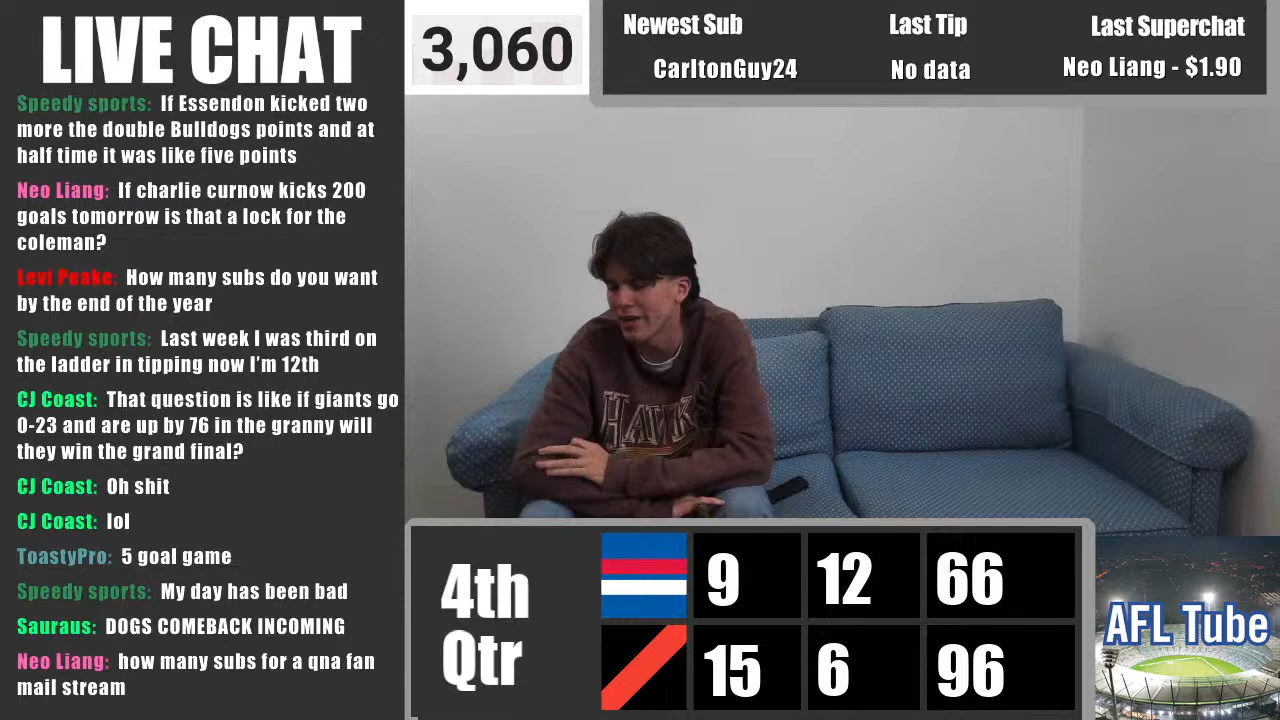 LIVE CHAT
Speedy sports: If Essendon kicked two
more the double Bulldogs points and at
half time it was like five points
Neo Liang: If charlie curnow kicks 200
goals tomorrow is that a lock for the
coleman?
Levi Peake: How many subs do you want
by the end of the year
Speedy sports: Last week I was third on
the ladder in tipping now I'm 12th
CJ Coast: That question is like if giants go
0-23 and are up by 76 in the granny will
they win the grand final?
CJ Coast: Oh shit
CJ Coast: lol
ToastyPro: 5 goal game
Speedy sports: My day has been bad
Sauraus: DOGS COMEBACK INCOMING
Neo Liang: how many subs for a qna fan
mail stream
3,060
Newest Sub
CarltonGuy24
Last Tip
No data
Last Superchat
Neo Liang - $1.90
HAWKS
4th
Qtr
9 12 66
15 6 96
AFL Tube